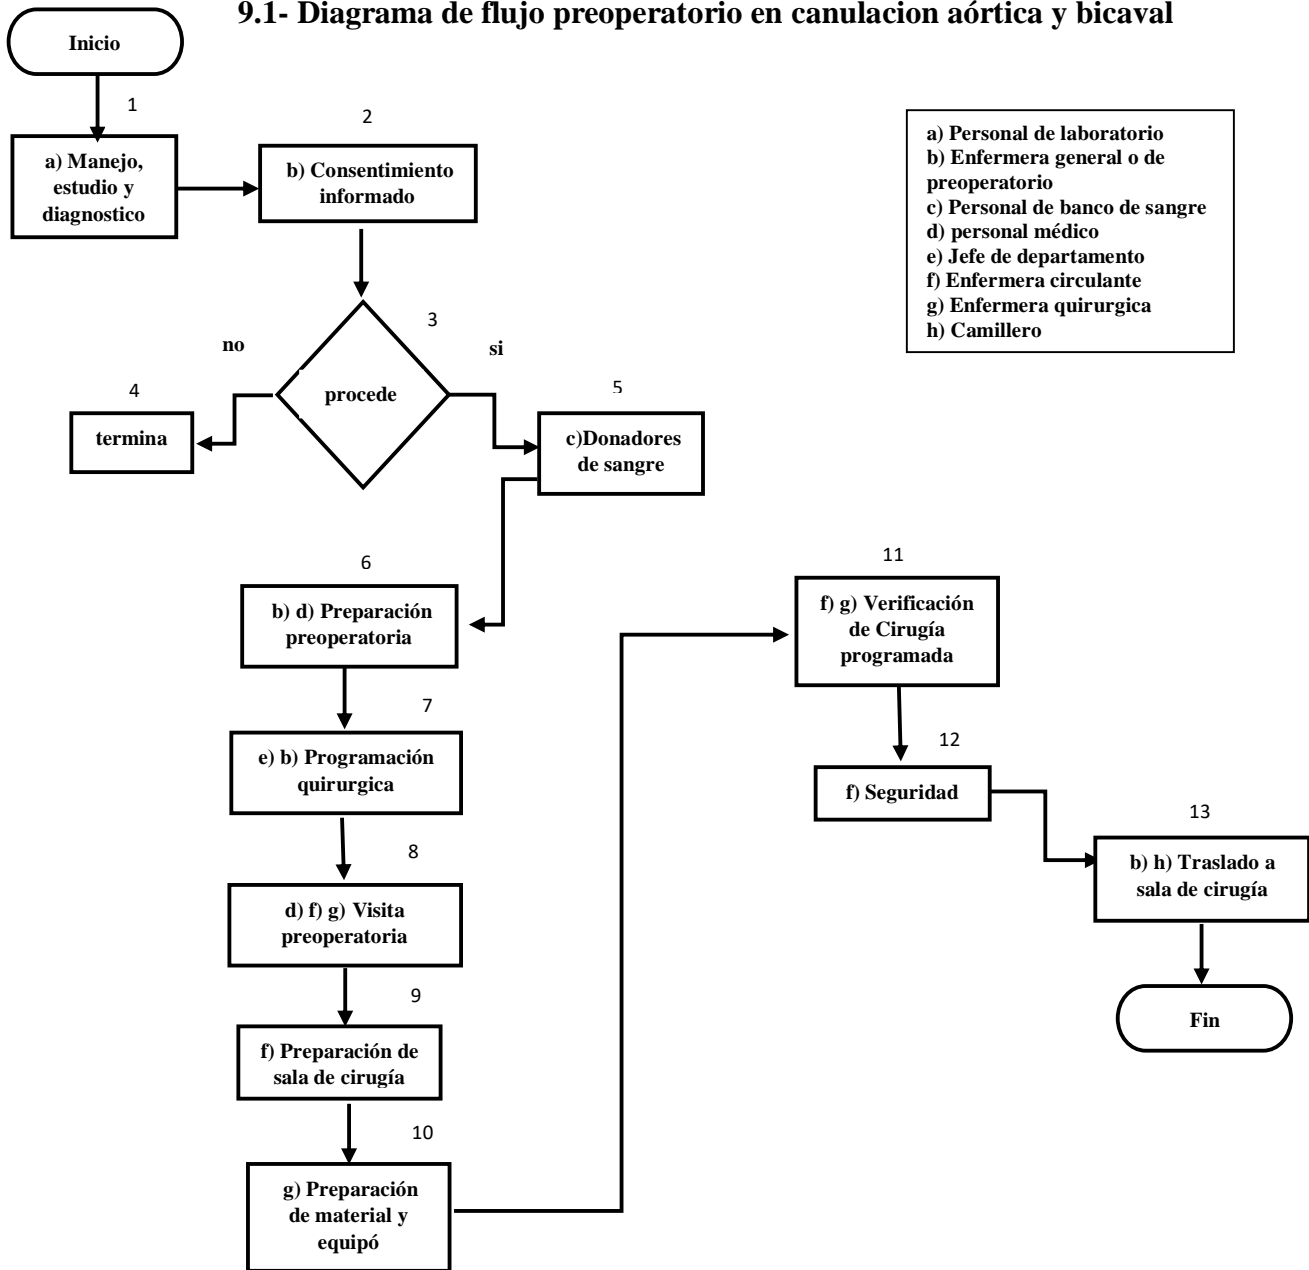 9.1- Diagrama de flujo preoperatorio en canulacion aórtica y bicaval
Inicio
1
a) Manejo,
estudio y
diagnostico
2
b) Consentimiento
informado
a) Personal de laboratorio
b) Enfermera general o de
preoperatorio
c) Personal de banco de sangre
d) personal médico
e) Jefe de departamento
f) Enfermera circulante
g) Enfermera quirurgica
h) Camillero
3
no
si
procede
4
termina
5
c)Donadores
de sangre
6
b) d) Preparación
preoperatoria
7
e) b) Programación
quirurgica
8
d) f) g) Visita
preoperatoria
9
f) Preparación de
sala de cirugía
10
g) Preparación
de material y
equipó
11
f) g) Verificación
de Cirugía
programada
12
f) Seguridad
13
b) h) Traslado a
sala de cirugía
Fin